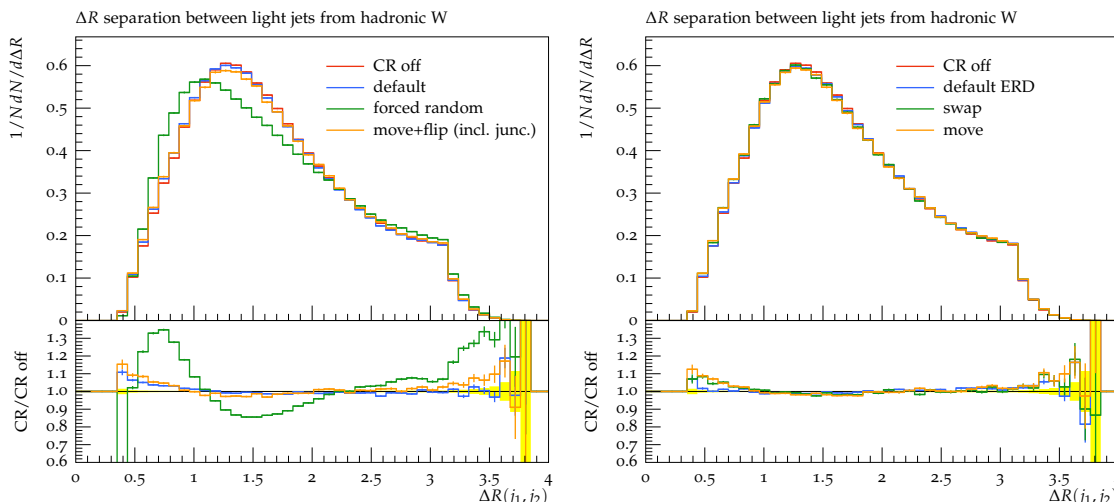 ΔR separation between light jets from hadronic W
1/N dN/dΔR
0.6
0.5
0.4
0.3
0.2
0.1
0
CR off
default
forced random
move+flip (incl. junc.)
CR/CR off
1.3
1.2
1.1
1.0
0.9
0.8
0.7
0.6
0 0.5 1 1.5 2 2.5 3 3.5 4
ΔR(j1, j2)
ΔR separation between light jets from hadronic W
1/N dN/dΔR
0.6
0.5
0.4
0.3
0.2
0.1
0
CR off
default ERD
swap
move
CR/CR off
1.3
1.2
1.1
1.0
0.9
0.8
0.7
0.6
0 0.5 1 1.5 2 2.5 3 3.5
ΔR(j1, j2)